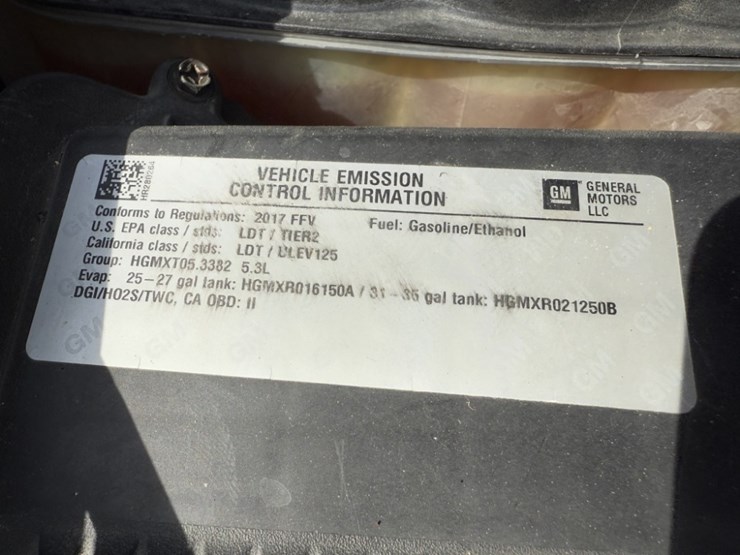 VEHICLE EMISSION
CONTROL INFORMATION
GM GENERAL
MOTORS
LLC
Conforms to Regulations: 2017 FFV Fuel: Gasoline/Ethanol
U.S. EPA class / stds: LDT / TIER2
California class / stds: LDT / ULEV125
Group: HGMXT05.3382 5.3L
Evap: 25-27 gal tank: HGMXR016150A / 31 - 36 gal tank: HGMXR021250B
DGI/HO2S/TWC, CA OBD: II